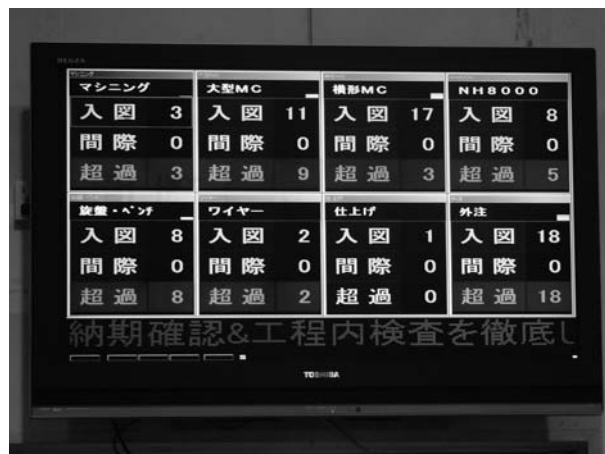 REGZA
マシニング
入図 3
間際 0
超過 3
大型MC
入図 11
間際 0
超過 9
横形MC
入図 17
間際 0
超過 3
NH8000
入図 8
間際 0
超過 5
旋盤・ベンチ
入図 8
間際 0
超過 8
ワイヤー
入図 2
間際 0
超過 2
仕上げ
入図 1
間際 0
超過 0
外注
入図 18
間際 0
超過 18
納期確認&工程内検査を徹底し
TOSHIBA